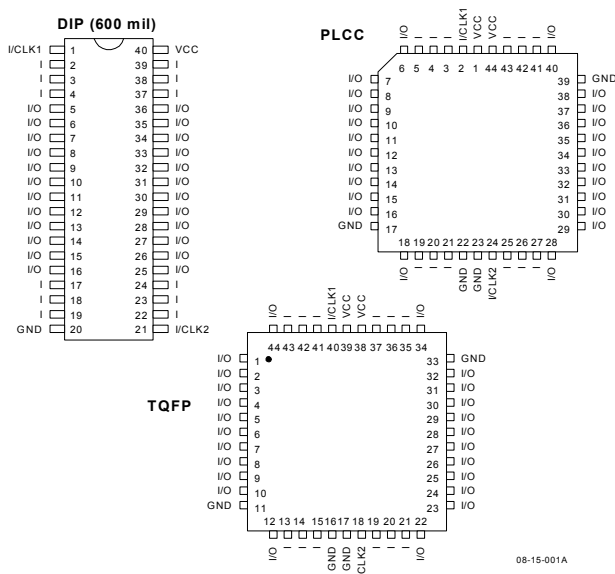 DIP (600 mil)
I/CLK1 1 40 VCC
I 2 39 I
I 3 38 I
I 4 37 I
I/O 5 36 I/O
I/O 6 35 I/O
I/O 7 34 I/O
I/O 8 33 I/O
I/O 9 32 I/O
I/O 10 31 I/O
I/O 11 30 I/O
I/O 12 29 I/O
I/O 13 28 I/O
I/O 14 27 I/O
I/O 15 26 I/O
I/O 16 25 I/O
I 17 24 I
I 18 23 I
I 19 22 I
GND 20 21 I/CLK2
PLCC
I/O I I I I/CLK1 VCC VCC I I I I/O
6 5 4 3 2 1 44 43 42 41 40
I/O 7 39 GND
I/O 8 38 I/O
I/O 9 37 I/O
I/O 10 36 I/O
I/O 11 35 I/O
I/O 12 34 I/O
I/O 13 33 I/O
I/O 14 32 I/O
I/O 15 31 I/O
I/O 16 30 I/O
GND 17 29 I/O
18 19 20 21 22 23 24 25 26 27 28
I/O I I I GND GND I/CLK2 I I I I/O
TQFP
I/O I I I I/CLK1 VCC VCC I I I I/O
44 43 42 41 40 39 38 37 36 35 34
I/O 1 33 GND
I/O 2 32 I/O
I/O 3 31 I/O
I/O 4 30 I/O
I/O 5 29 I/O
I/O 6 28 I/O
I/O 7 27 I/O
I/O 8 26 I/O
I/O 9 25 I/O
I/O 10 24 I/O
GND 11 23 I/O
12 13 14 15 16 17 18 19 20 21 22
I/O I I I GND GND CLK2 I I I I/O
08-15-001A